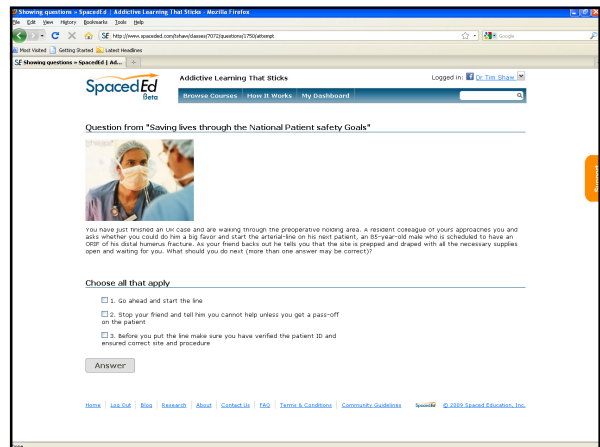 Showing questions » SpacedEd | Addictive Learning That Sticks - Mozilla Firefox
File Edit View History Bookmarks Tools Help
SE http://www.spaceded.com/tshaw/classes/7072/questions/1750/attempt
Google
Most Visited Getting Started Latest Headlines
SE Showing questions » SpacedEd | Ad...
SpacedEd
Beta
Addictive Learning That Sticks
Logged in: Dr Tim Shaw
Browse Courses How It Works My Dashboard
Question from "Saving lives through the National Patient safety Goals"
Support
You have just finished an OR case and are walking through the preoperative holding area. A resident coleague of yours approaches you and
asks whether you could do him a big favor and start the arterial-line on his next patient, an 85-year-old male who is scheduled to have an
ORIF of his distal humerus fracture. As your friend backs out he tells you that the site is prepped and draped with all the necessary supplies
open and waiting for you. What should you do next (more than one answer may be correct)?
Choose all that apply
1. Go ahead and start the line
2. Stop your friend and tell him you cannot help unless you get a pass-off
on the patient
3. Before you put the line make sure you have verified the patient ID and
ensured correct site and procedure
Answer
Home Log Out Blog Research About Contact Us FAQ Terms & Conditions Community Guidelines SpacedEd © 2009 Spaced Education, Inc.
Done